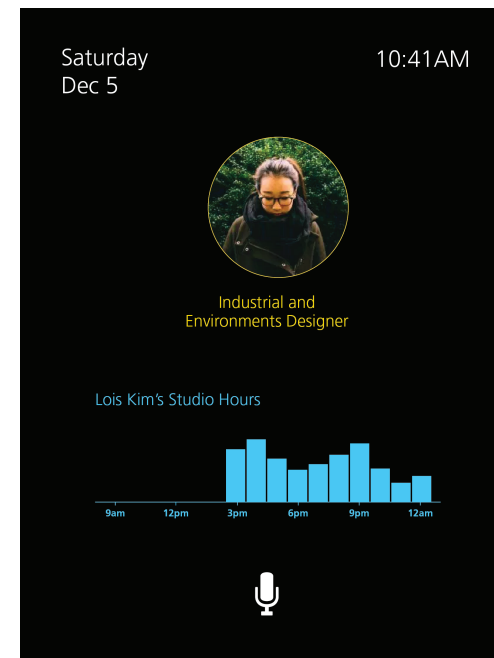 Saturday
Dec 5
10:41AM
Industrial and
Environments Designer
Lois Kim's Studio Hours
9am 12pm 3pm 6pm 9pm 12am